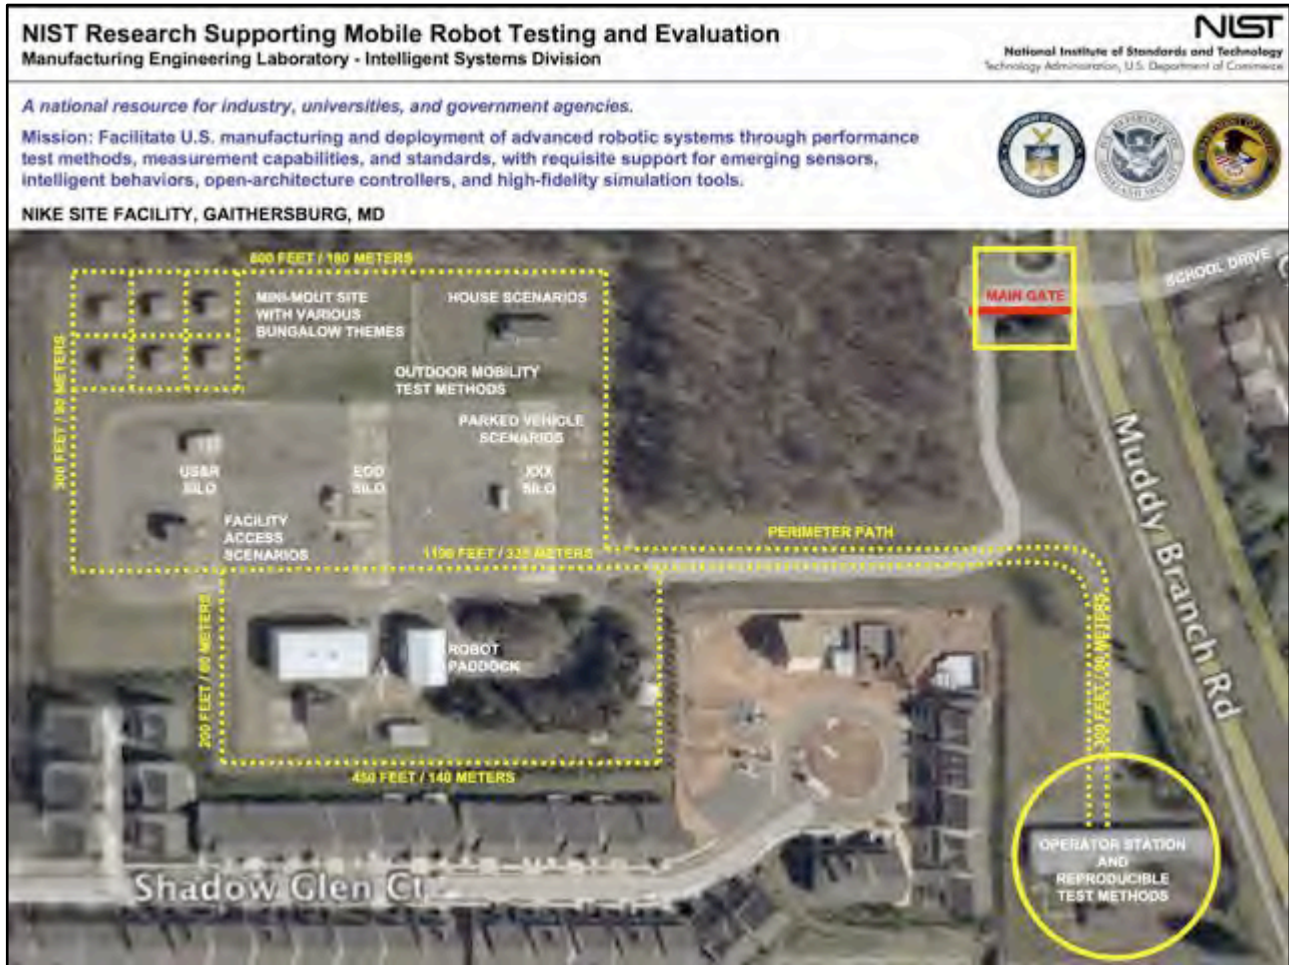 NIST Research Supporting Mobile Robot Testing and Evaluation
Manufacturing Engineering Laboratory - Intelligent Systems Division
NIST
National Institute of Standards and Technology
Technology Administration, U.S. Department of Commerce
A national resource for industry, universities, and government agencies.
Mission: Facilitate U.S. manufacturing and deployment of advanced robotic systems through performance
test methods, measurement capabilities, and standards, with requisite support for emerging sensors,
intelligent behaviors, open-architecture controllers, and high-fidelity simulation tools.
NIKE SITE FACILITY, GAITHERSBURG, MD
FEET / 180 METERS
MINI-MOUT SITE
WITH VARIOUS
BUNGALOW THEMES
HOUSE SCENARIOS
MAIN GATE
SCHOOL DRIVE
300 FEET / 90 METERS
OUTDOOR MOBILITY
TEST METHODS
PARKED VEHICLE
SCENARIOS
US&R
SILO
EOD
SILO
XXX
SILO
FACILITY
ACCESS
SCENARIOS
FEET / METERS
PERIMETER PATH
Muddy Branch Rd
200 FEET / 60 METERS
ROBOT
PADDOCK
300 FEET / METERS
450 FEET / 140 METERS
OPERATOR STATION
AND
REPRODUCIBLE
TEST METHODS
Shadow Glen Ct